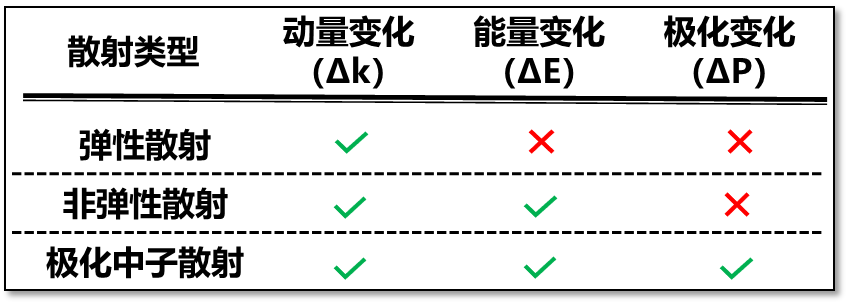 散射类型 动量变化 能量变化 极化变化
(Δk) (ΔE) (ΔP)
弹性散射 ✓ ✕ ✕
非弹性散射 ✓ ✓ ✕
极化中子散射 ✓ ✓ ✓